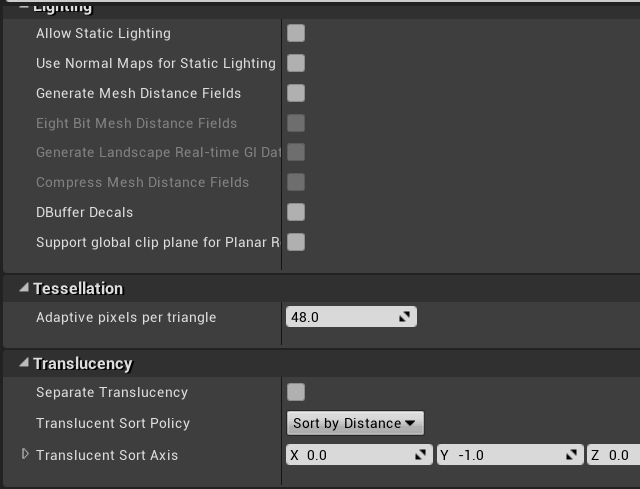 Lighting
Allow Static Lighting
Use Normal Maps for Static Lighting
Generate Mesh Distance Fields
Eight Bit Mesh Distance Fields
Generate Landscape Real-time GI Dat
Compress Mesh Distance Fields
DBuffer Decals
Support global clip plane for Planar R
Tessellation
Adaptive pixels per triangle 48.0
Translucency
Separate Translucency
Translucent Sort Policy Sort by Distance
Translucent Sort Axis X 0.0 Y -1.0 Z 0.0